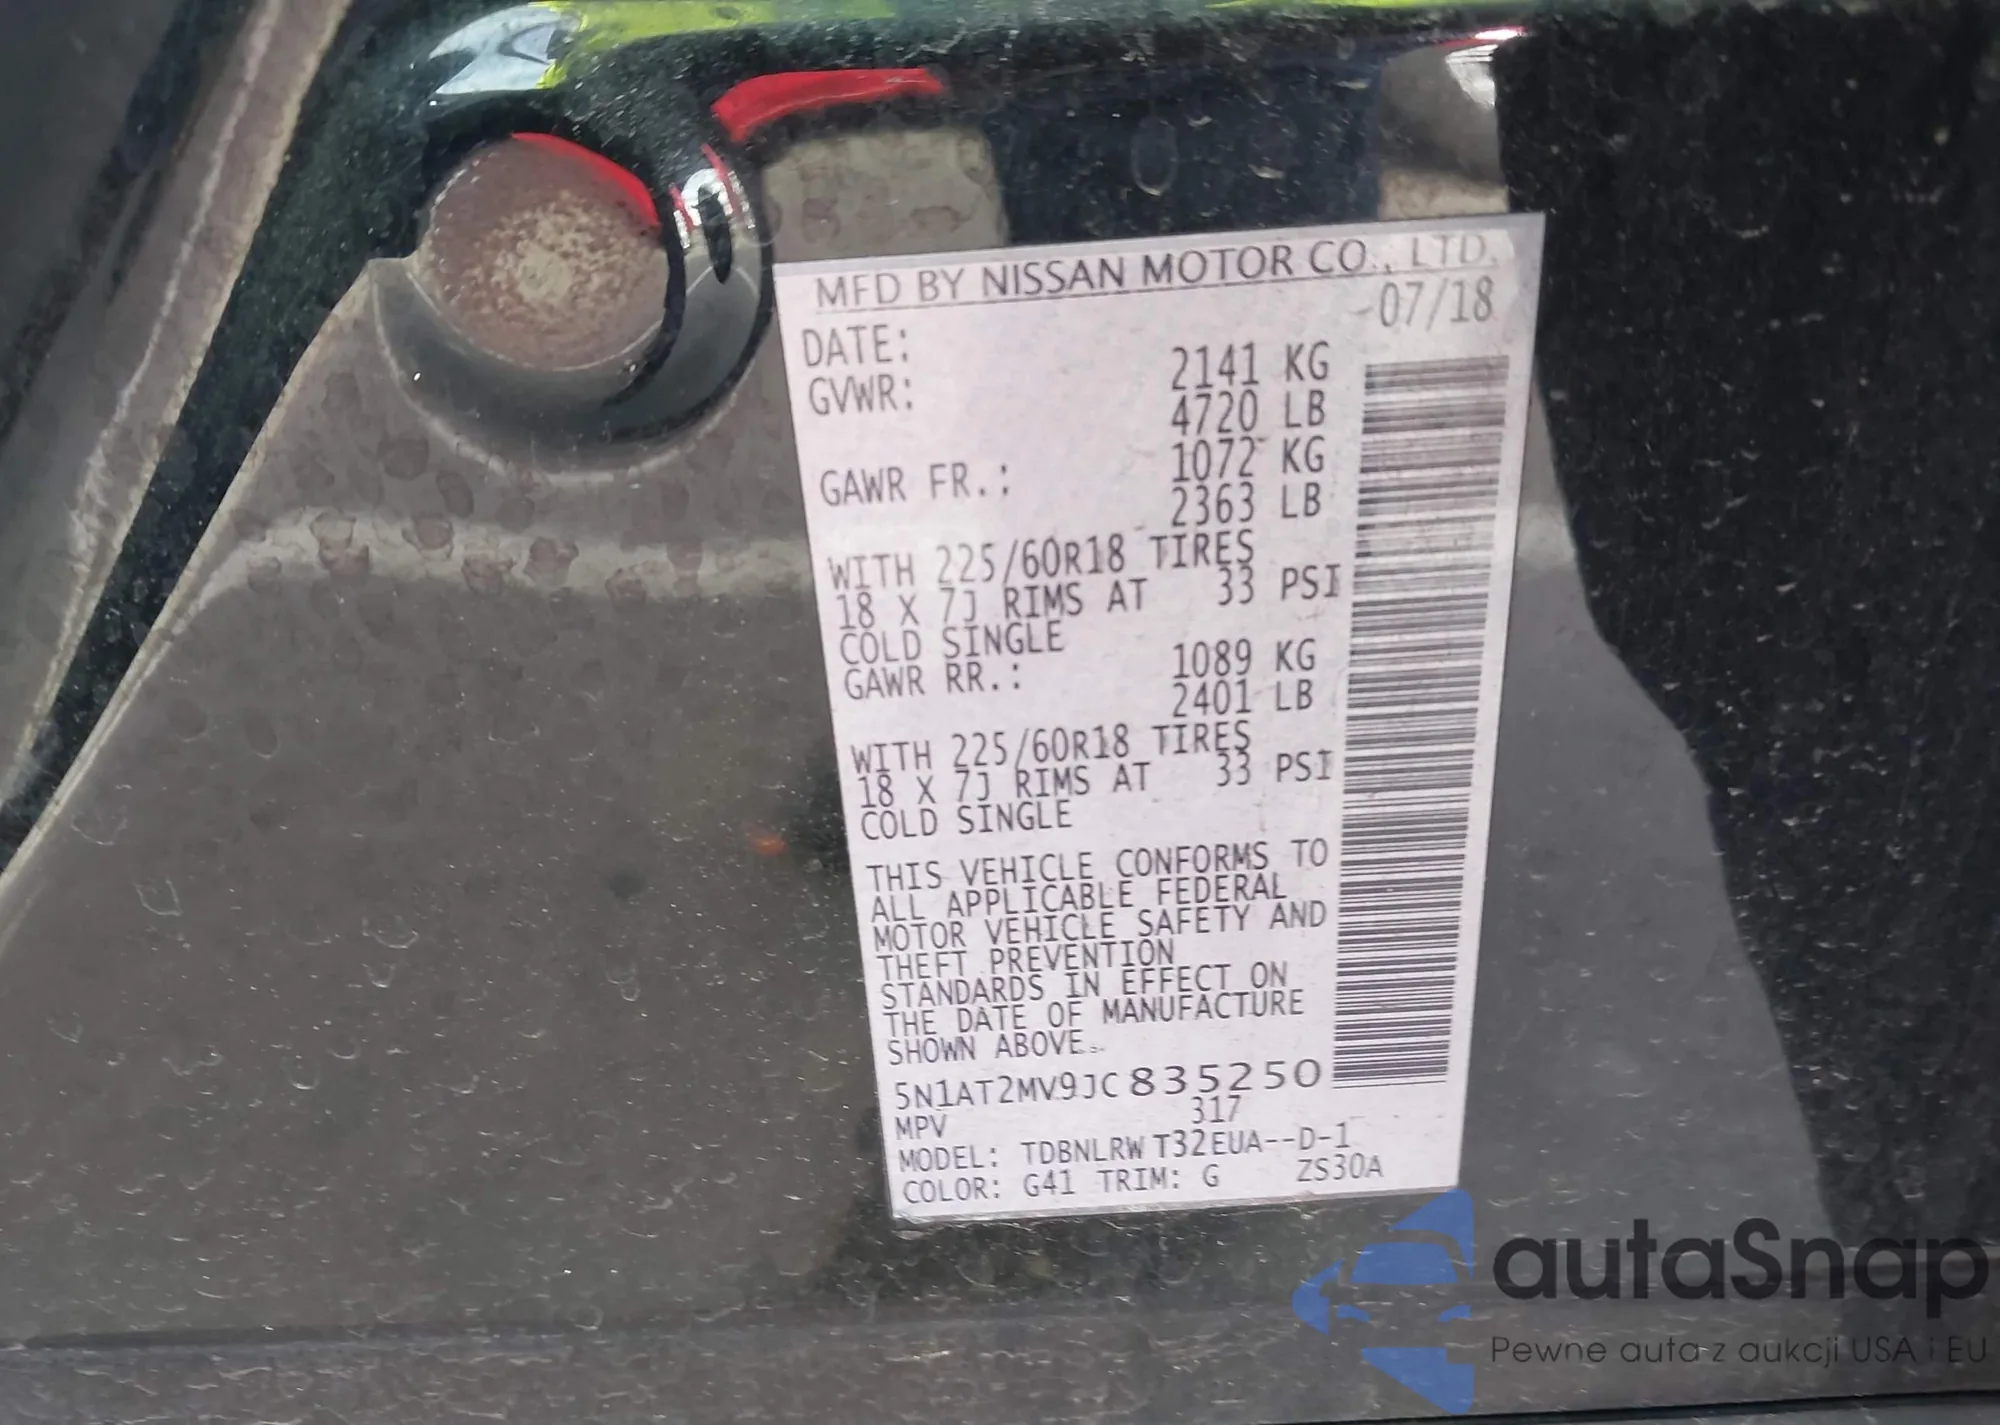 MFD BY NISSAN MOTOR CO., LTD.
DATE: 07/18
GVWR: 2141 KG
4720 LB
GAWR FR.: 1072 KG
2363 LB
WITH 225/60R18 TIRES
18 X 7J RIMS AT 33 PSI
COLD SINGLE
GAWR RR.: 1089 KG
2401 LB
WITH 225/60R18 TIRES
18 X 7J RIMS AT 33 PSI
COLD SINGLE
THIS VEHICLE CONFORMS TO
ALL APPLICABLE FEDERAL
MOTOR VEHICLE SAFETY AND
THEFT PREVENTION
STANDARDS IN EFFECT ON
THE DATE OF MANUFACTURE
SHOWN ABOVE.
5N1AT2MV9JC835250
MPV 317
MODEL: TDBNLRW T32EUA--D-1
COLOR: G41 TRIM: G ZS30A
autaSnap
Pewne auta z aukcji USA i EU